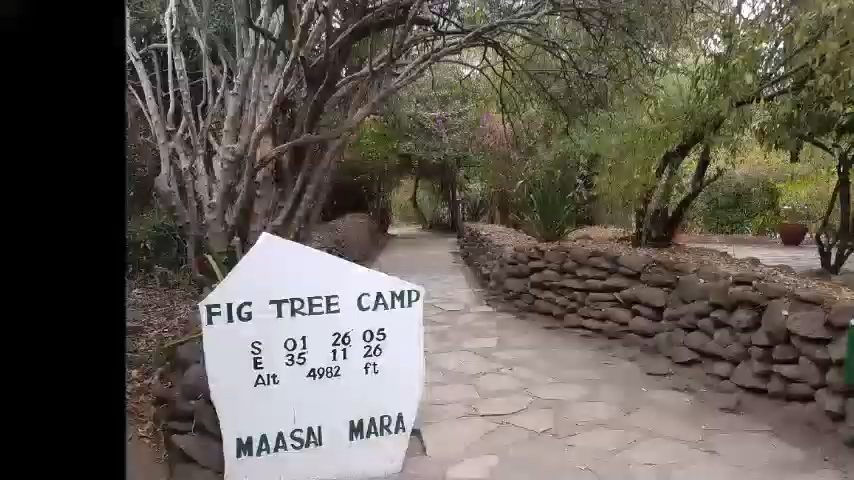 FIG TREE CAMP
S 01 26 05
E 35 11 26
Alt 4982 ft
MAASAI MARA